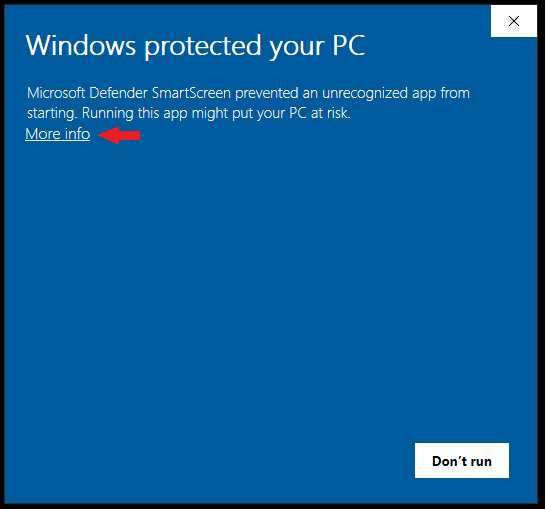 Windows protected your PC
Microsoft Defender SmartScreen prevented an unrecognized app from
starting. Running this app might put your PC at risk.
More info
Don't run